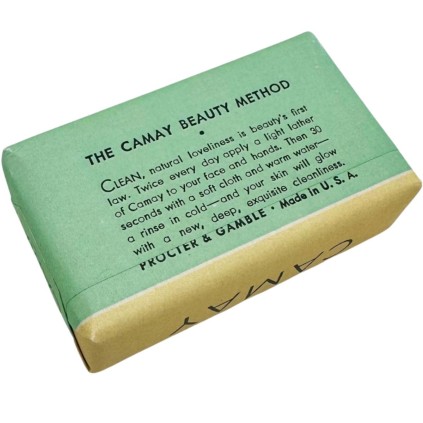 THE CAMAY BEAUTY METHOD
•
CLEAN, natural loveliness is beauty's first
law. Twice every day apply a light lather
of Camay to your face and hands. Then 30
seconds with a soft cloth and warm water—
a rinse in cold—and your skin will glow
with a new, deep, exquisite cleanliness.
PROCTER & GAMBLE • Made in U. S. A.
CAMAY